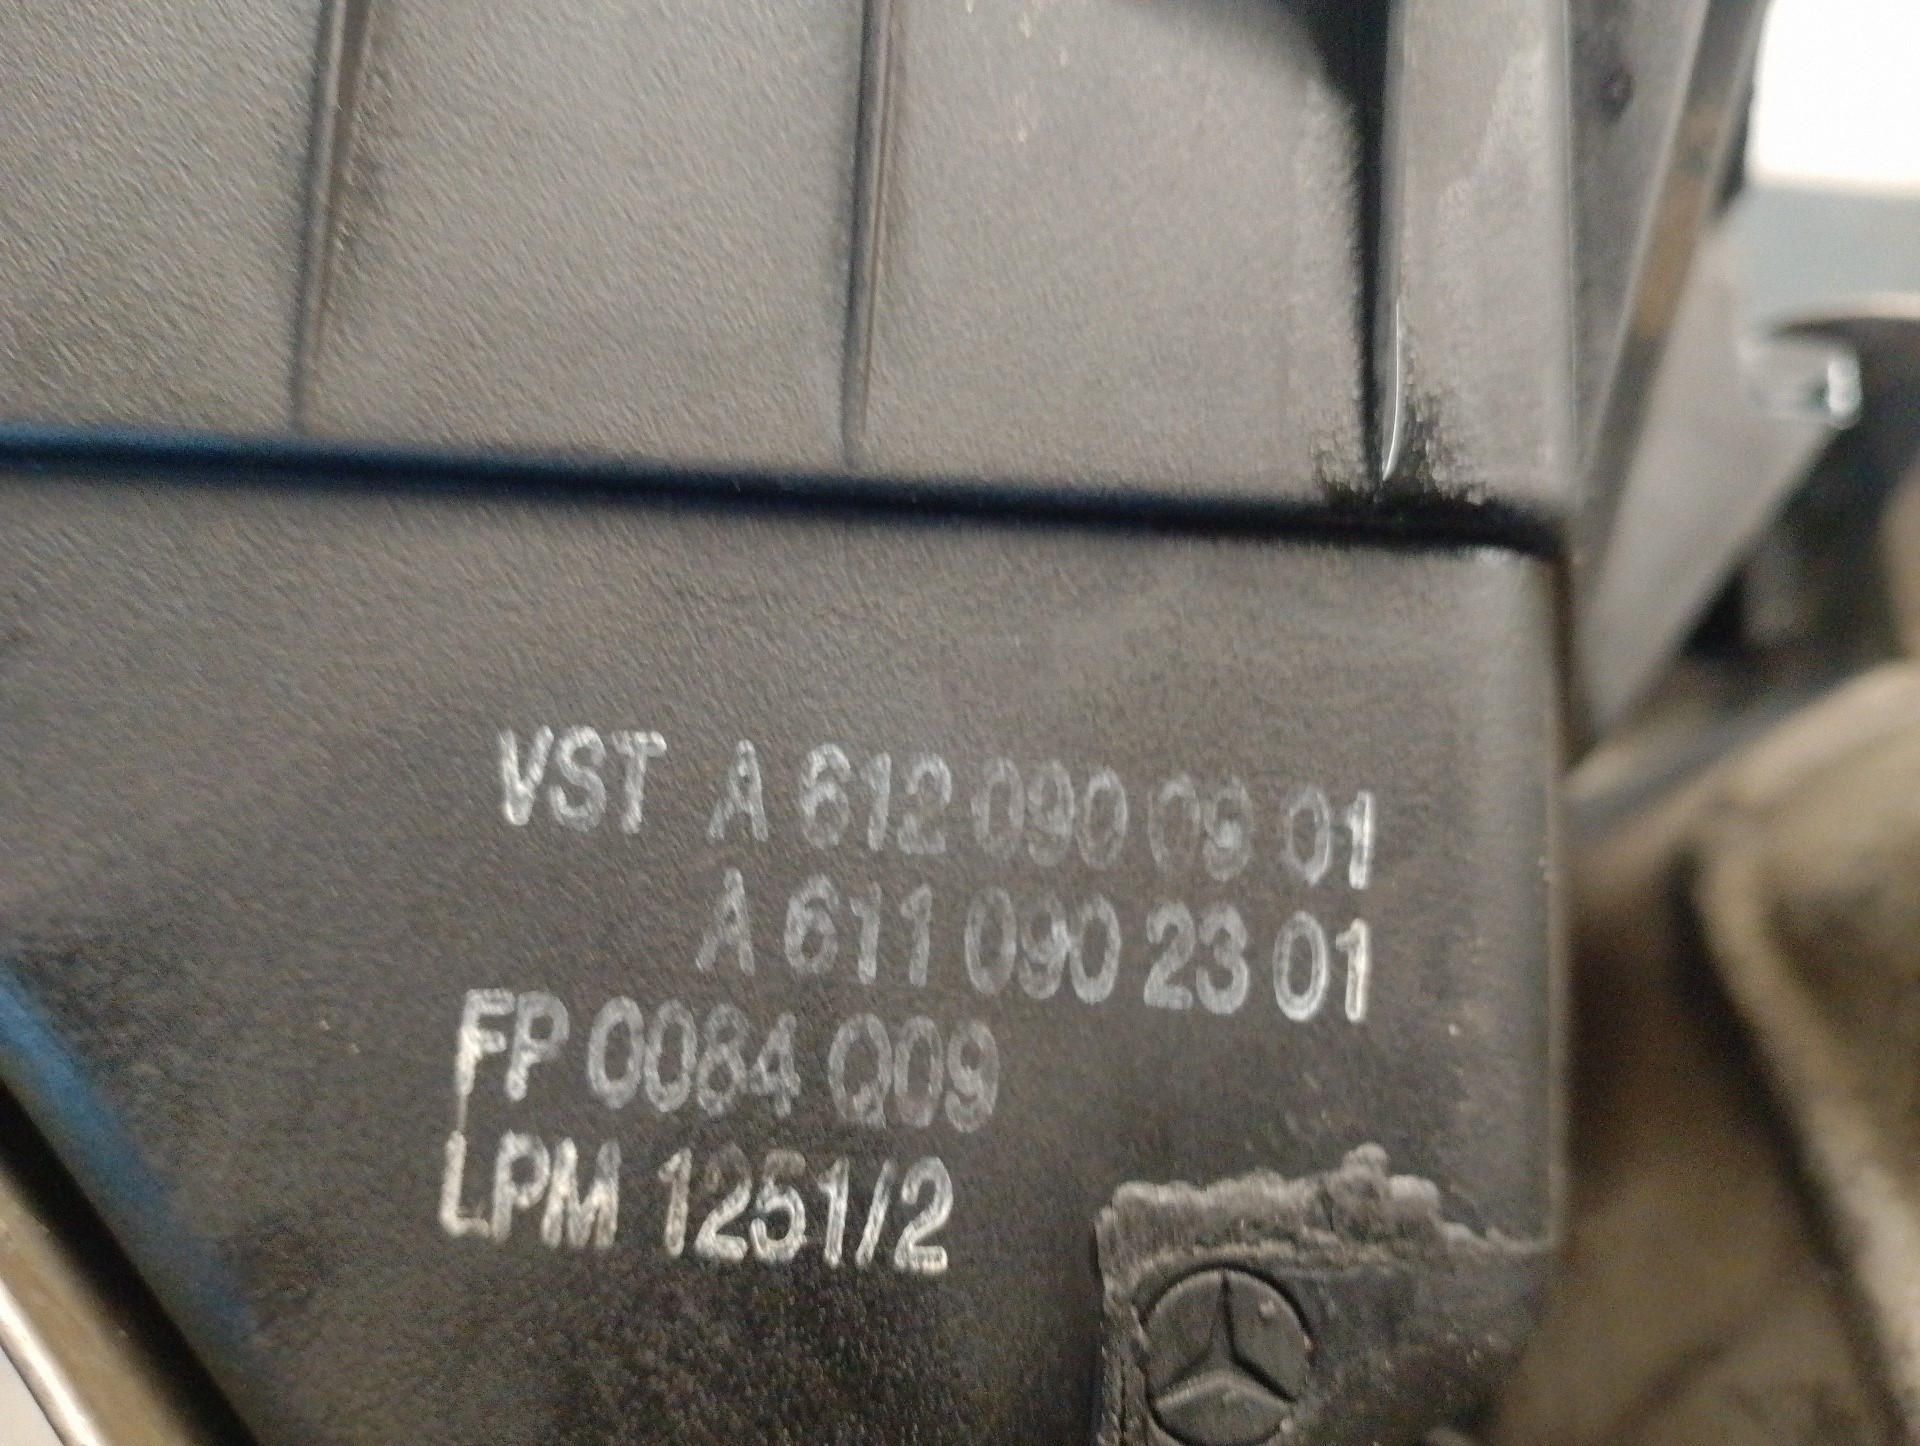 VST A 612 090 09 01
A 611 090 23 01
FP 0084 Q09
LPM 1251/2